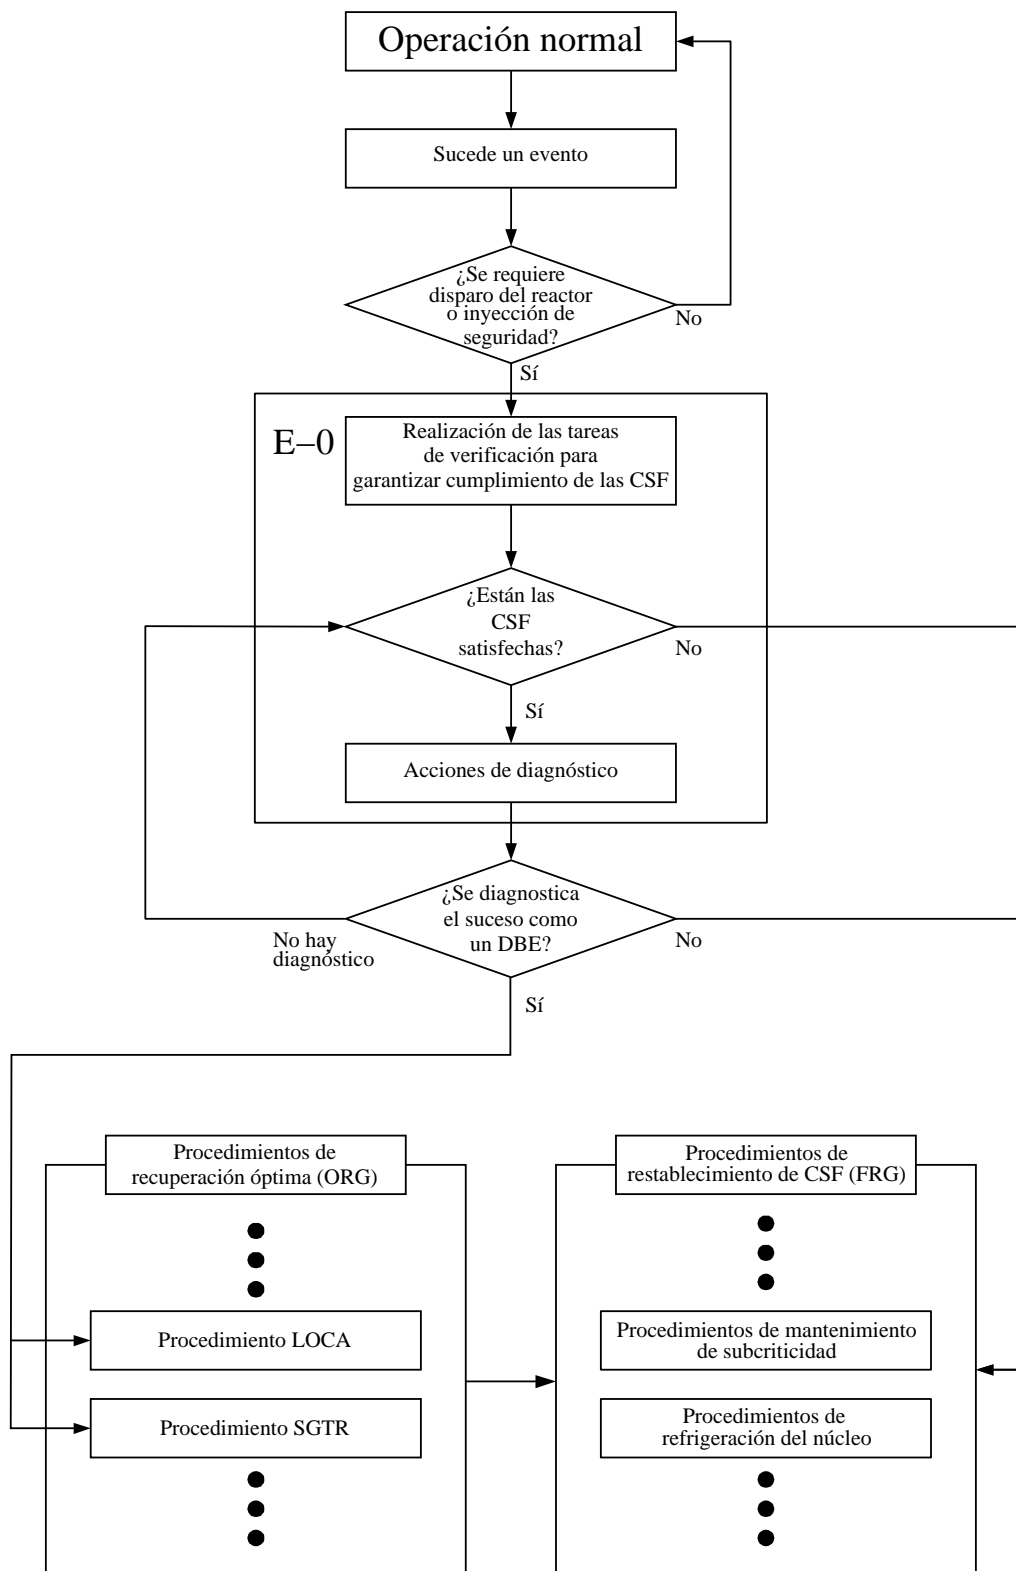 Operación normal
Sucede un evento
¿Se requiere
disparo del reactor
o inyección de
seguridad?
No
Sí
E–0
Realización de las tareas
de verificación para
garantizar cumplimiento de las CSF
¿Están las
CSF
satisfechas?
No
Sí
Acciones de diagnóstico
¿Se diagnostica
el suceso como
un DBE?
No hay
diagnóstico
No
Sí
Procedimientos de
recuperación óptima (ORG)
Procedimientos de
restablecimiento de CSF (FRG)
Procedimiento LOCA
Procedimientos de mantenimiento
de subcriticidad
Procedimiento SGTR
Procedimientos de
refrigeración del núcleo